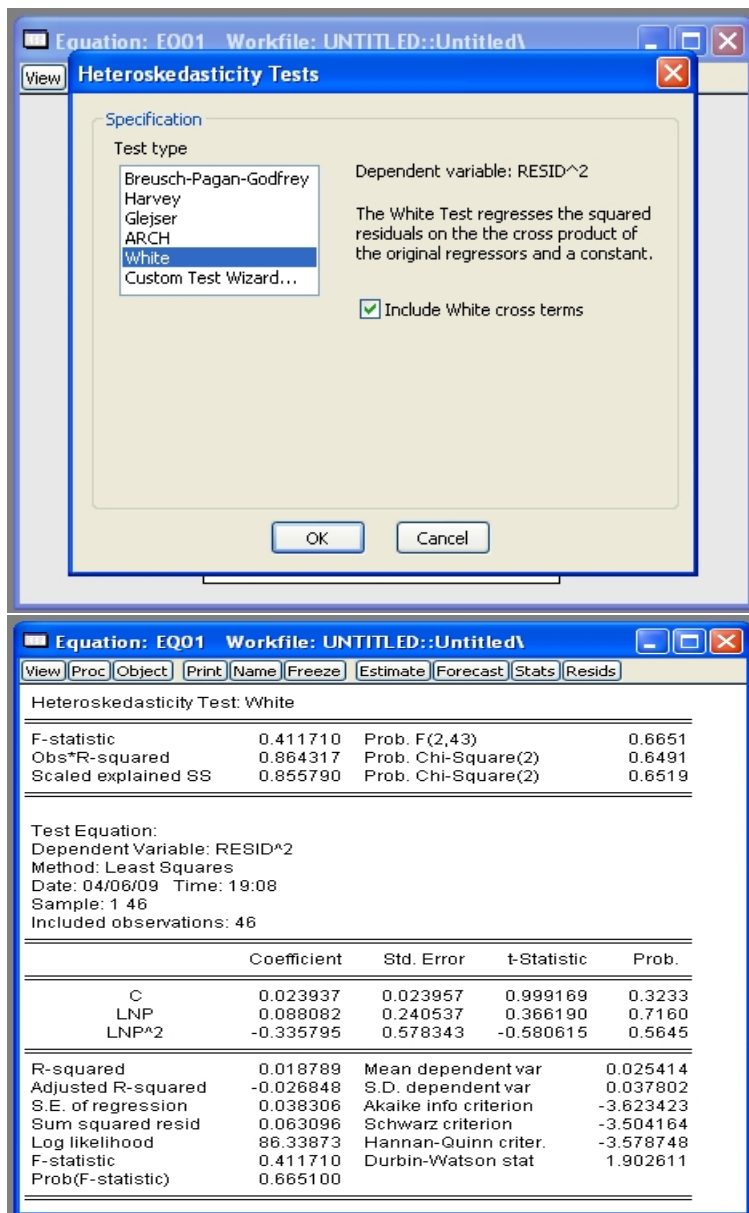 Equation: EQ01 Workfile: UNTITLED::Untitled\
View
Heteroskedasticity Tests
Specification
Test type
Breusch-Pagan-Godfrey
Harvey
Glejser
ARCH
White
Custom Test Wizard...
Dependent variable: RESID^2
The White Test regresses the squared
residuals on the the cross product of
the original regressors and a constant.
Include White cross terms
OK Cancel
Equation: EQ01 Workfile: UNTITLED::Untitled\
View Proc Object Print Name Freeze Estimate Forecast Stats Resids
Heteroskedasticity Test: White
F-statistic 0.411710 Prob. F(2,43) 0.6651
Obs*R-squared 0.864317 Prob. Chi-Square(2) 0.6491
Scaled explained SS 0.855790 Prob. Chi-Square(2) 0.6519
Test Equation:
Dependent Variable: RESID^2
Method: Least Squares
Date: 04/06/09 Time: 19:08
Sample: 1 46
Included observations: 46
Coefficient Std. Error t-Statistic Prob.
C 0.023937 0.023957 0.999169 0.3233
LNP 0.088082 0.240537 0.366190 0.7160
LNP^2 -0.335795 0.578343 -0.580615 0.5645
R-squared 0.018789 Mean dependent var 0.025414
Adjusted R-squared -0.026848 S.D. dependent var 0.037802
S.E. of regression 0.038306 Akaike info criterion -3.623423
Sum squared resid 0.063096 Schwarz criterion -3.504164
Log likelihood 86.33873 Hannan-Quinn criter. -3.578748
F-statistic 0.411710 Durbin-Watson stat 1.902611
Prob(F-statistic) 0.665100